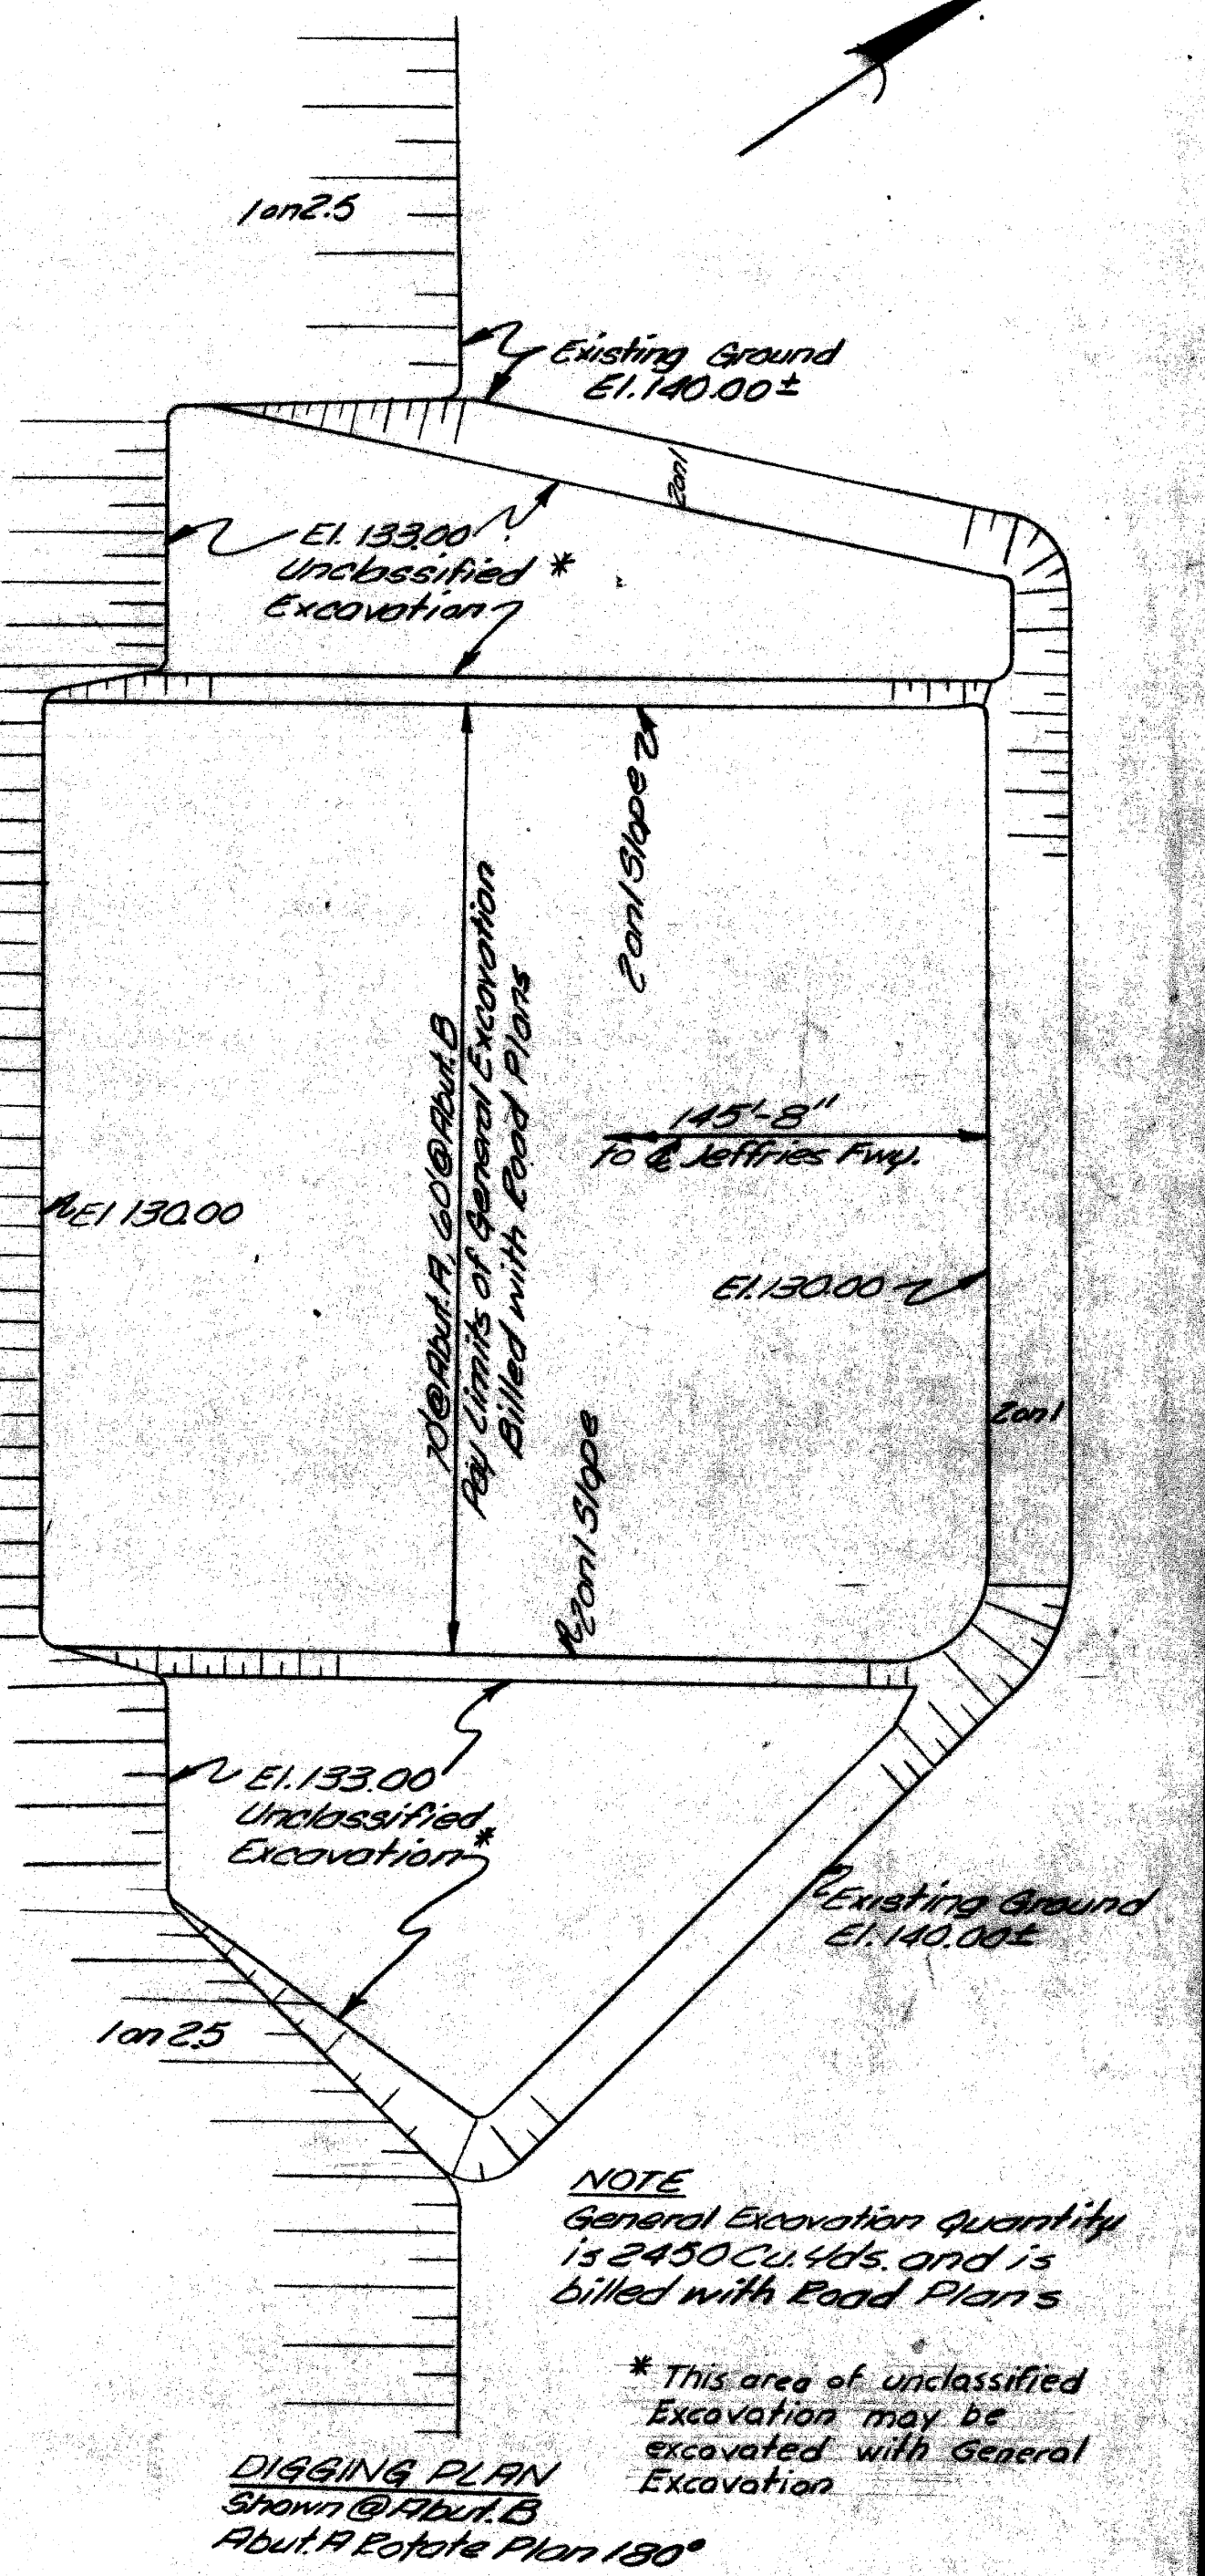 1 on 2.5
Existing Ground
El. 140.00±
2 on 1
El. 133.00
Unclassified *
Excavation
2 on 1 Slope
70'@Abut. A, 60'@Abut. B
Pay Limits of General Excavation
Billed with Road Plans
145'-8"
to ℄ Jeffries Fwy.
El 130.00
El. 130.00
2 on 1
2 on 1 Slope
El. 133.00
Unclassified
Excavation *
Existing Ground
El. 140.00±
1 on 2.5
NOTE
General Excavation Quantity
is 2450 Cu. Yds. and is
billed with Road Plans
* This area of unclassified
Excavation may be
excavated with General
Excavation
DIGGING PLAN
Shown @ Abut. B
Abut. A Rotate Plan 180°